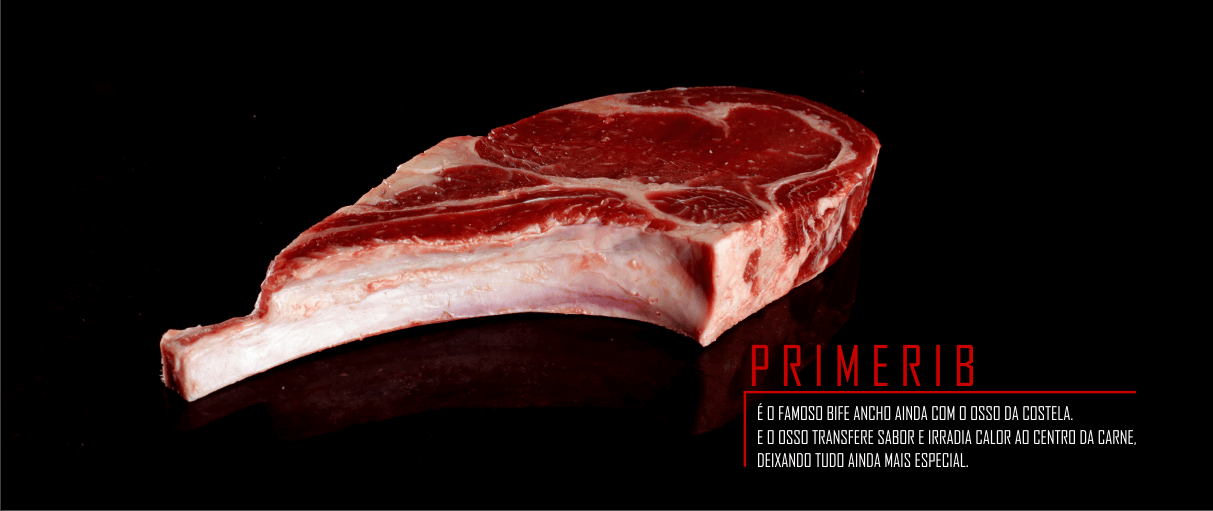 PRIMERIB
É O FAMOSO BIFE ANCHO AINDA COM O OSSO DA COSTELA.
E O OSSO TRANSFERE SABOR E IRRADIA CALOR AO CENTRO DA CARNE,
DEIXANDO TUDO AINDA MAIS ESPECIAL.